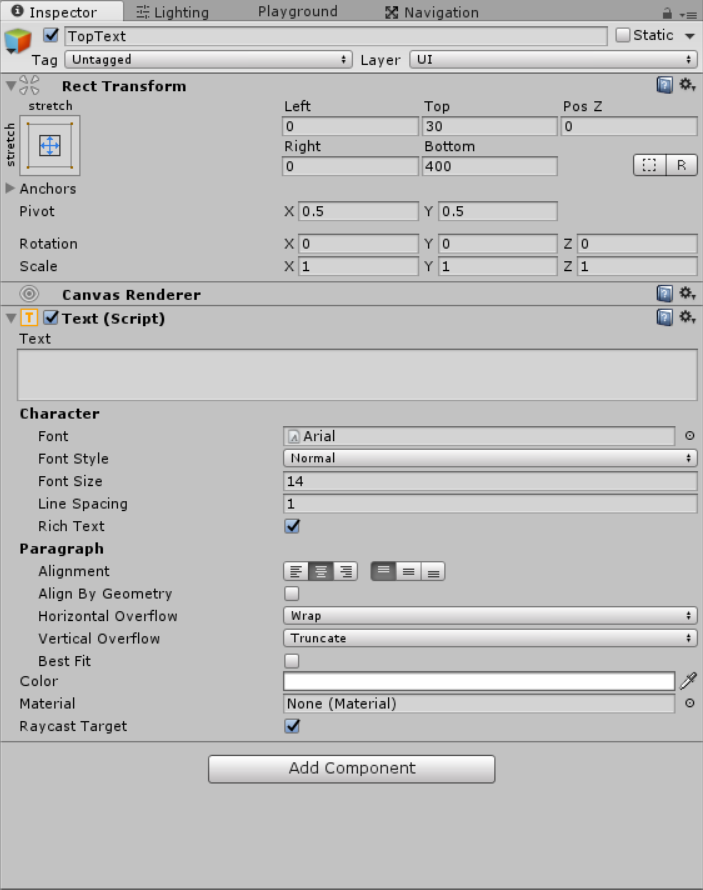 Inspector Lighting Playground Navigation
TopText Static
Tag Untagged Layer UI
Rect Transform
stretch
stretch
Left Top Pos Z
0 30 0
Right Bottom
0 400 R
Anchors
Pivot X 0.5 Y 0.5
Rotation X 0 Y 0 Z 0
Scale X 1 Y 1 Z 1
Canvas Renderer
T Text (Script)
Text
Character
Font Arial
Font Style Normal
Font Size 14
Line Spacing 1
Rich Text
Paragraph
Alignment
Align By Geometry
Horizontal Overflow Wrap
Vertical Overflow Truncate
Best Fit
Color
Material None (Material)
Raycast Target
Add Component